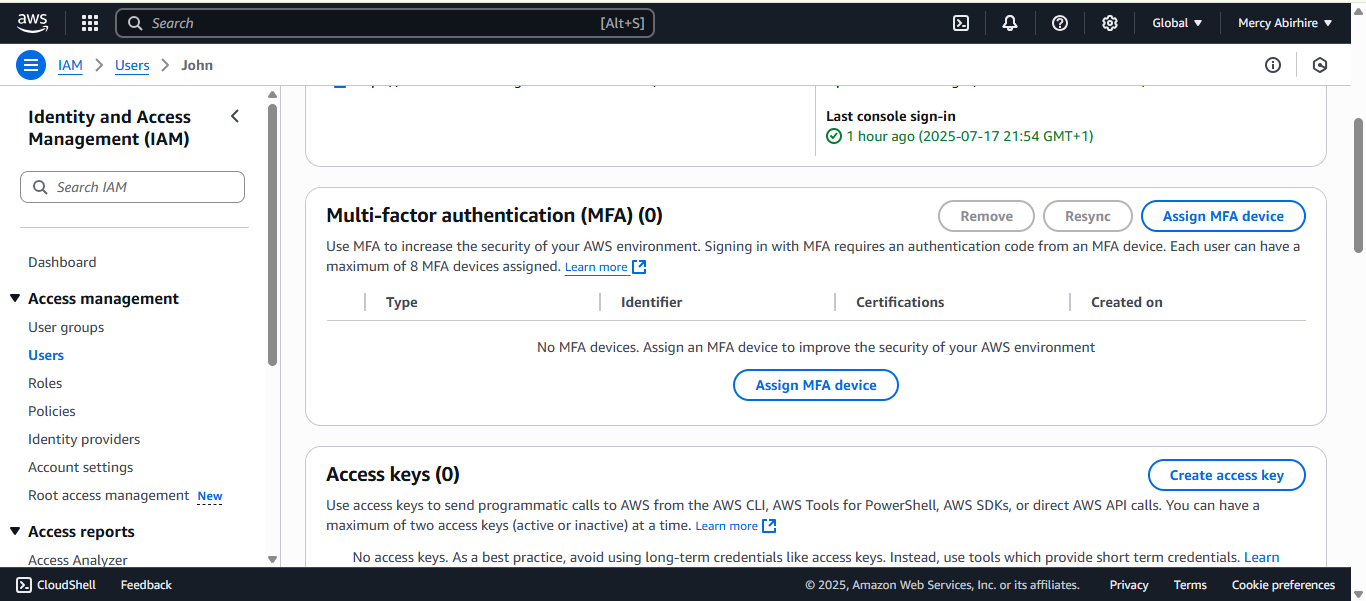 aws
Search
[Alt+S]
Global
Mercy Abirhire
IAM
Users
John
Identity and Access
Management (IAM)
Search IAM
Dashboard
Access management
User groups
Users
Roles
Policies
Identity providers
Account settings
Root access management New
Access reports
Access Analyzer
Last console sign-in
1 hour ago (2025-07-17 21:54 GMT+1)
Multi-factor authentication (MFA) (0)
Remove
Resync
Assign MFA device
Use MFA to increase the security of your AWS environment. Signing in with MFA requires an authentication code from an MFA device. Each user can have a
maximum of 8 MFA devices assigned. Learn more
Type
Identifier
Certifications
Created on
No MFA devices. Assign an MFA device to improve the security of your AWS environment
Assign MFA device
Access keys (0)
Create access key
Use access keys to send programmatic calls to AWS from the AWS CLI, AWS Tools for PowerShell, AWS SDKs, or direct AWS API calls. You can have a
maximum of two access keys (active or inactive) at a time. Learn more
No access keys. As a best practice, avoid using long-term credentials like access keys. Instead, use tools which provide short term credentials. Learn
CloudShell
Feedback
© 2025, Amazon Web Services, Inc. or its affiliates.
Privacy
Terms
Cookie preferences